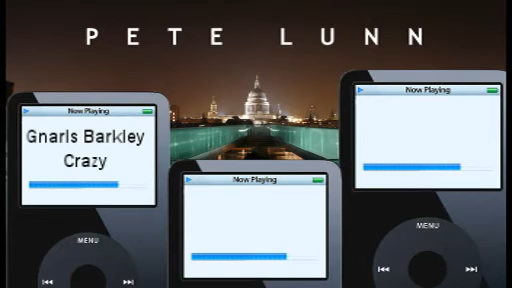 PETE LUNN
Now Playing
Gnarls Barkley
Crazy
MENU
Now Playing
Now Playing
MENU